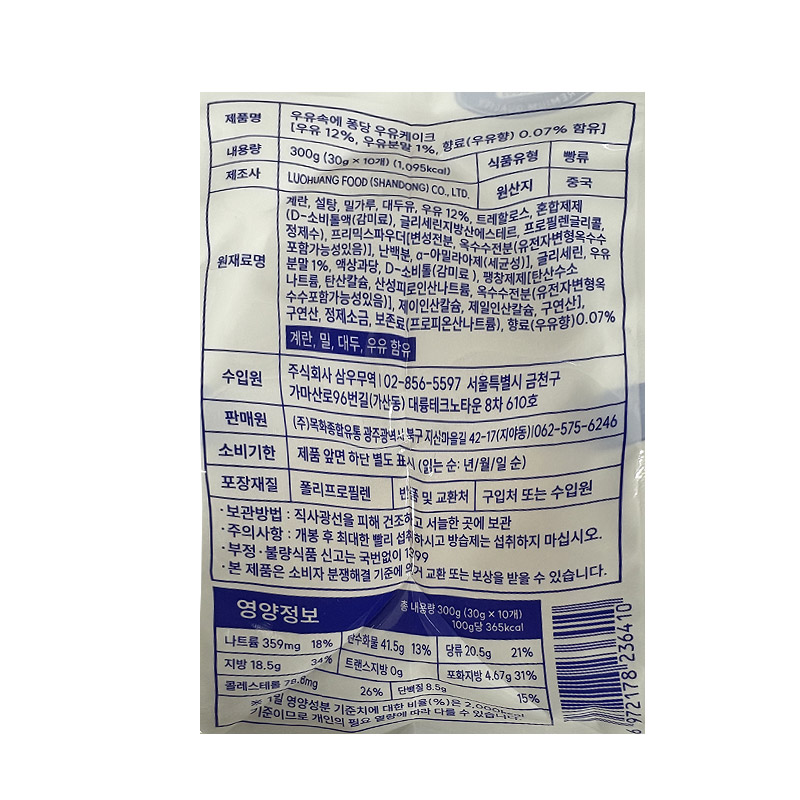 제품명 우유속에 퐁당 우유케이크
[우유 12%, 우유분말 1%, 향료(우유향) 0.07% 함유]
내용량 300g (30g × 10개) (1,095kcal) 식품유형 빵류
제조사 LUOHUANG FOOD (SHANDONG) CO., LTD. 원산지 중국
원재료명
계란, 설탕, 밀가루, 대두유, 우유 12%, 트레할로스, 혼합제제
(D-소비톨액(감미료), 글리세린지방산에스테르, 프로필렌글리콜,
정제수), 프리믹스파우더[변성전분, 옥수수전분(유전자변형옥수수
포함가능성있음)], 난백분, α-아밀라아제(세균성)], 글리세린, 우유
분말 1%, 액상과당, D-소비톨(감미료), 팽창제제[탄산수소
나트륨, 탄산칼슘, 산성피로인산나트륨, 옥수수전분(유전자변형옥
수수포함가능성있음)], 제이인산칼슘, 제일인산칼슘, 구연산],
구연산, 정제소금, 보존료(프로피온산나트륨), 향료(우유향)0.07%
계란, 밀, 대두, 우유 함유
수입원 주식회사 삼우무역 | 02-856-5597 서울특별시 금천구
가마산로96번길(가산동) 대륭테크노타운 8차 610호
판매원 (주)목화종합유통 광주광역시 북구 지산마을길 42-17(지야동)|062-575-6246
소비기한 제품 앞면 하단 별도 표시 (읽는 순: 년/월/일 순)
포장재질 폴리프로필렌 반품 및 교환처 구입처 또는 수입원
·보관방법 : 직사광선을 피해 건조하고 서늘한 곳에 보관
·주의사항 : 개봉 후 최대한 빨리 섭취하시고 방습제는 섭취하지 마십시오.
·부정·불량식품 신고는 국번없이 1399
·본 제품은 소비자 분쟁해결 기준에 의거 교환 또는 보상을 받을 수 있습니다.
영양정보 총 내용량 300g (30g × 10개)
100g당 365kcal
나트륨 359mg 18% 탄수화물 41.5g 13% 당류 20.5g 21%
지방 18.5g 34% 트랜스지방 0g 포화지방 4.67g 31%
콜레스테롤 78.6mg 26% 단백질 8.5g 15%
※ 1일 영양성분 기준치에 대한 비율(%)은 2,000kcal
기준이므로 개인의 필요 열량에 따라 다를 수 있습니다.
6 972178 236410